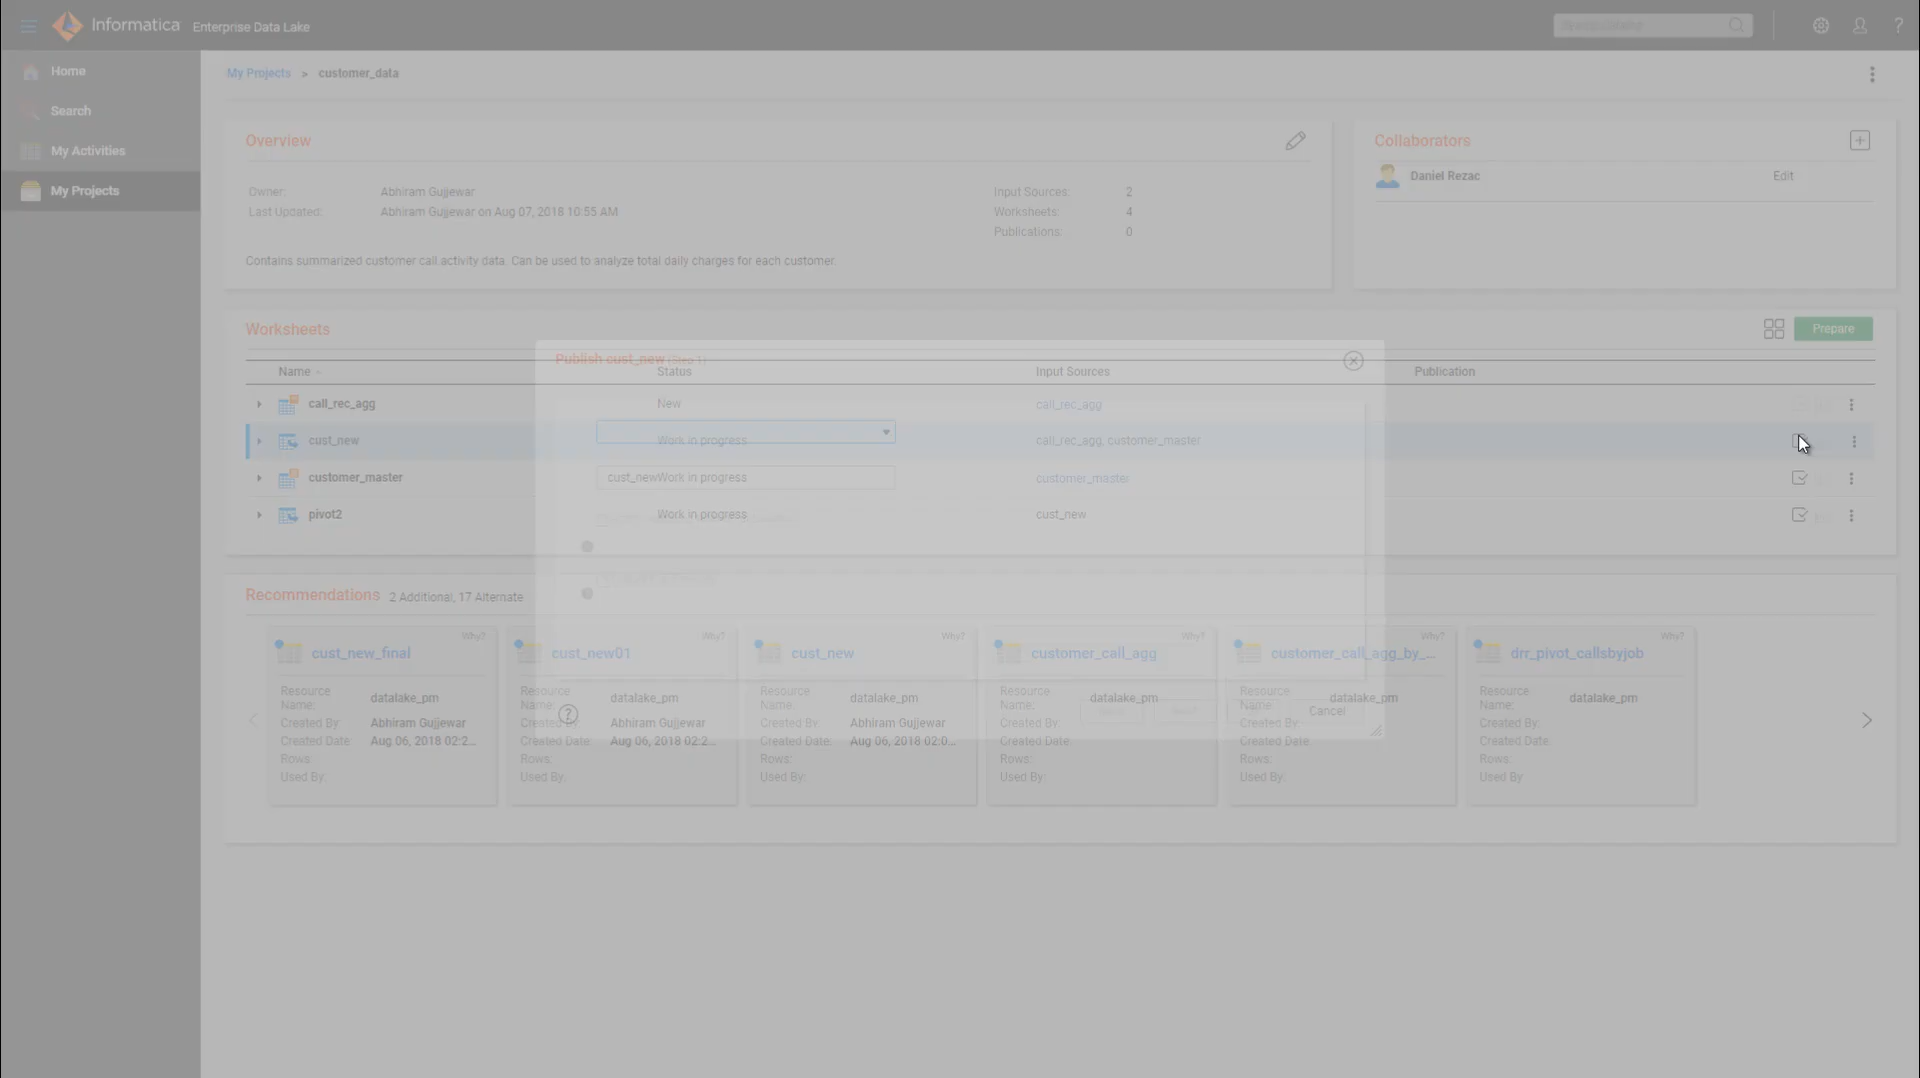 Informatica Enterprise Data Lake
Home
Search
My Activities
My Projects
My Projects > customer_data
Overview
Owner: Abhiram Gujjewar
Last Updated: Abhiram Gujjewar on Aug 07, 2018 10:55 AM
Input Sources: 2
Worksheets: 4
Publications: 0
Contains summarized customer call activity data. Can be used to analyze total daily charges for each customer.
Collaborators
Daniel Rezac Edit
Worksheets
Prepare
Publish cust_new (Step 1)
Name Status Input Sources Publication
call_rec_agg New call_rec_agg
cust_new Work in progress call_rec_agg, customer_master
customer_master cust_new Work in progress customer_master
pivot2 Work in progress cust_new
Recommendations 2 Additional, 17 Alternate
Why?
cust_new_final
Resource Name: datalake_pm
Created By: Abhiram Gujjewar
Created Date: Aug 06, 2018 02:2...
Rows:
Used By:
Why?
cust_new01
Resource Name: datalake_pm
Created By: Abhiram Gujjewar
Created Date: Aug 06, 2018 02:2...
Rows:
Used By:
Why?
cust_new
Resource Name: datalake_pm
Created By: Abhiram Gujjewar
Created Date: Aug 06, 2018 02:0...
Rows:
Used By:
Why?
customer_call_agg
Resource Name: datalake_pm
Created By:
Created Date:
Rows:
Used By:
Why?
customer_call_agg_by_...
Resource Name: datalake_pm
Created By:
Created Date:
Rows:
Used By:
Cancel
Why?
drr_pivot_callsbyjob
Resource Name: datalake_pm
Created By:
Created Date:
Rows:
Used By: